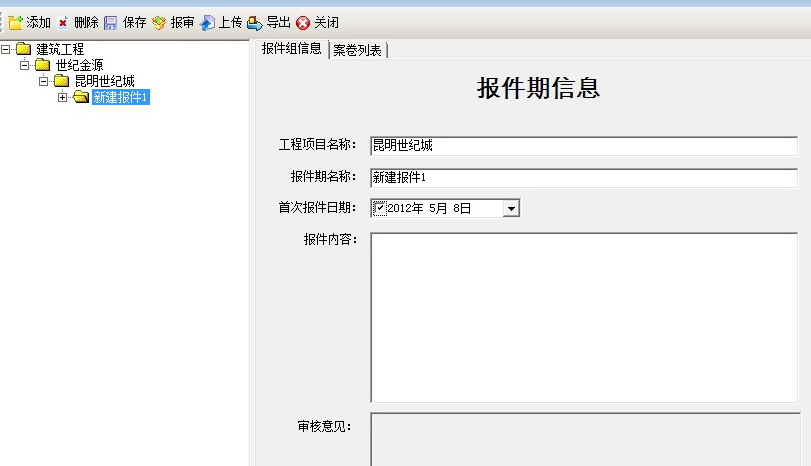 添加 删除 保存 报审 上传 导出 关闭
建筑工程
世纪金源
昆明世纪城
新建报件1
报件组信息 案卷列表
报件期信息
工程项目名称： 昆明世纪城
报件期名称： 新建报件1
首次报件日期： 2012年 5月 8日
报件内容：
审核意见：